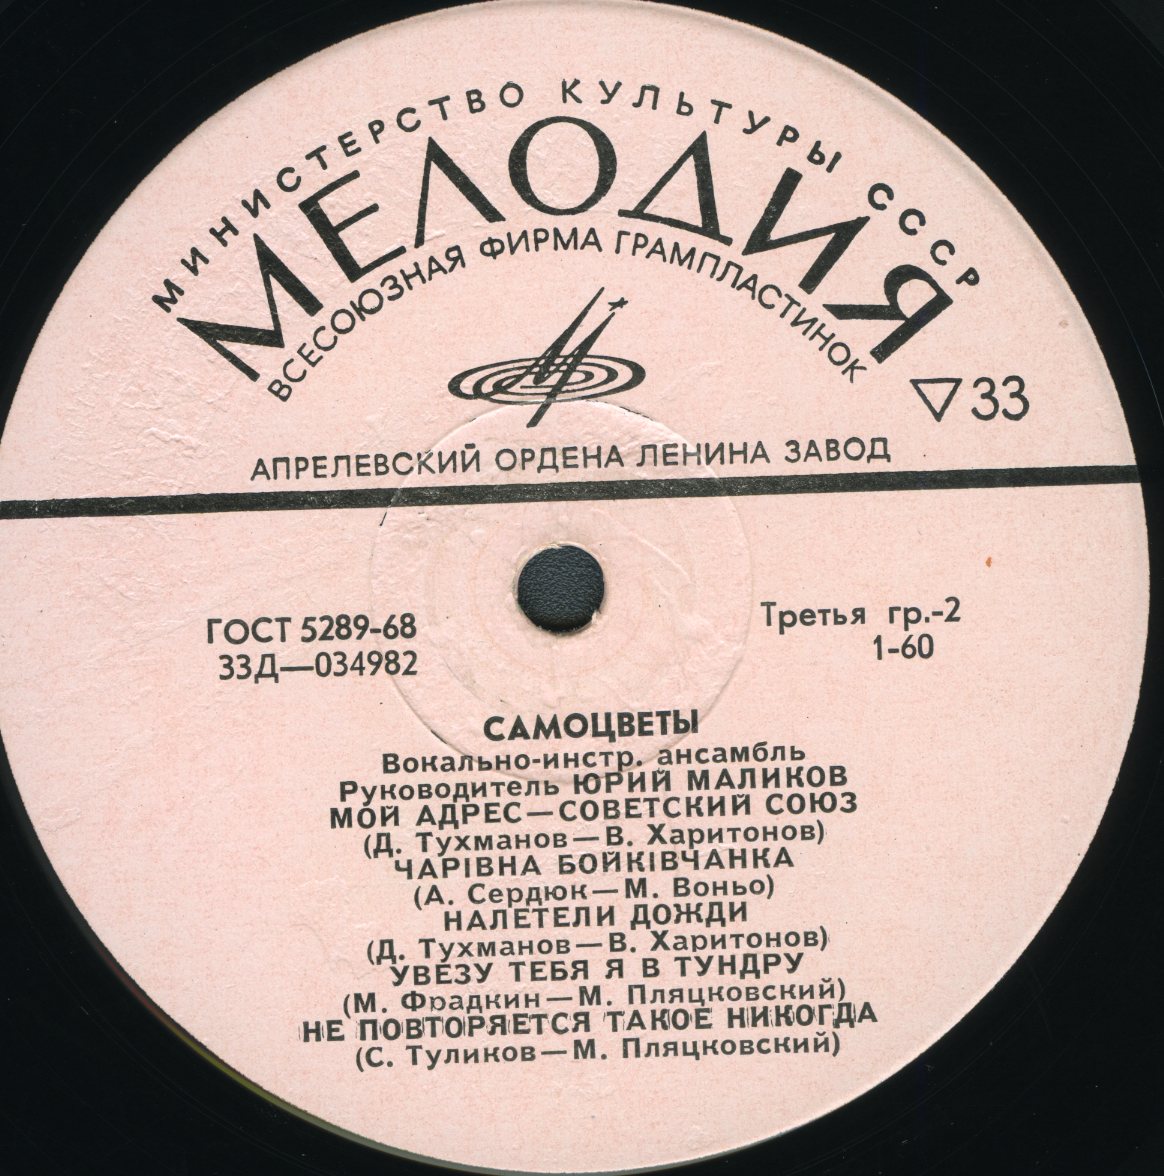 МИНИСТЕРСТВО КУЛЬТУРЫ СССР
МЕЛОДИЯ
ВСЕСОЮЗНАЯ ФИРМА ГРАМПЛАСТИНОК
33
АПРЕЛЕВСКИЙ ОРДЕНА ЛЕНИНА ЗАВОД
ГОСТ 5289-68
33Д—034982
Третья гр.-2
1-60
САМОЦВЕТЫ
Вокально-инстр. ансамбль
Руководитель ЮРИЙ МАЛИКОВ
МОЙ АДРЕС—СОВЕТСКИЙ СОЮЗ
(Д. Тухманов—В. Харитонов)
ЧАРІВНА БОЙКІВЧАНКА
(А. Сердюк—М. Воньо)
НАЛЕТЕЛИ ДОЖДИ
(Д. Тухманов—В. Харитонов)
УВЕЗУ ТЕБЯ Я В ТУНДРУ
(М. Фрадкин—М. Пляцковский)
НЕ ПОВТОРЯЕТСЯ ТАКОЕ НИКОГДА
(С. Туликов—М. Пляцковский)